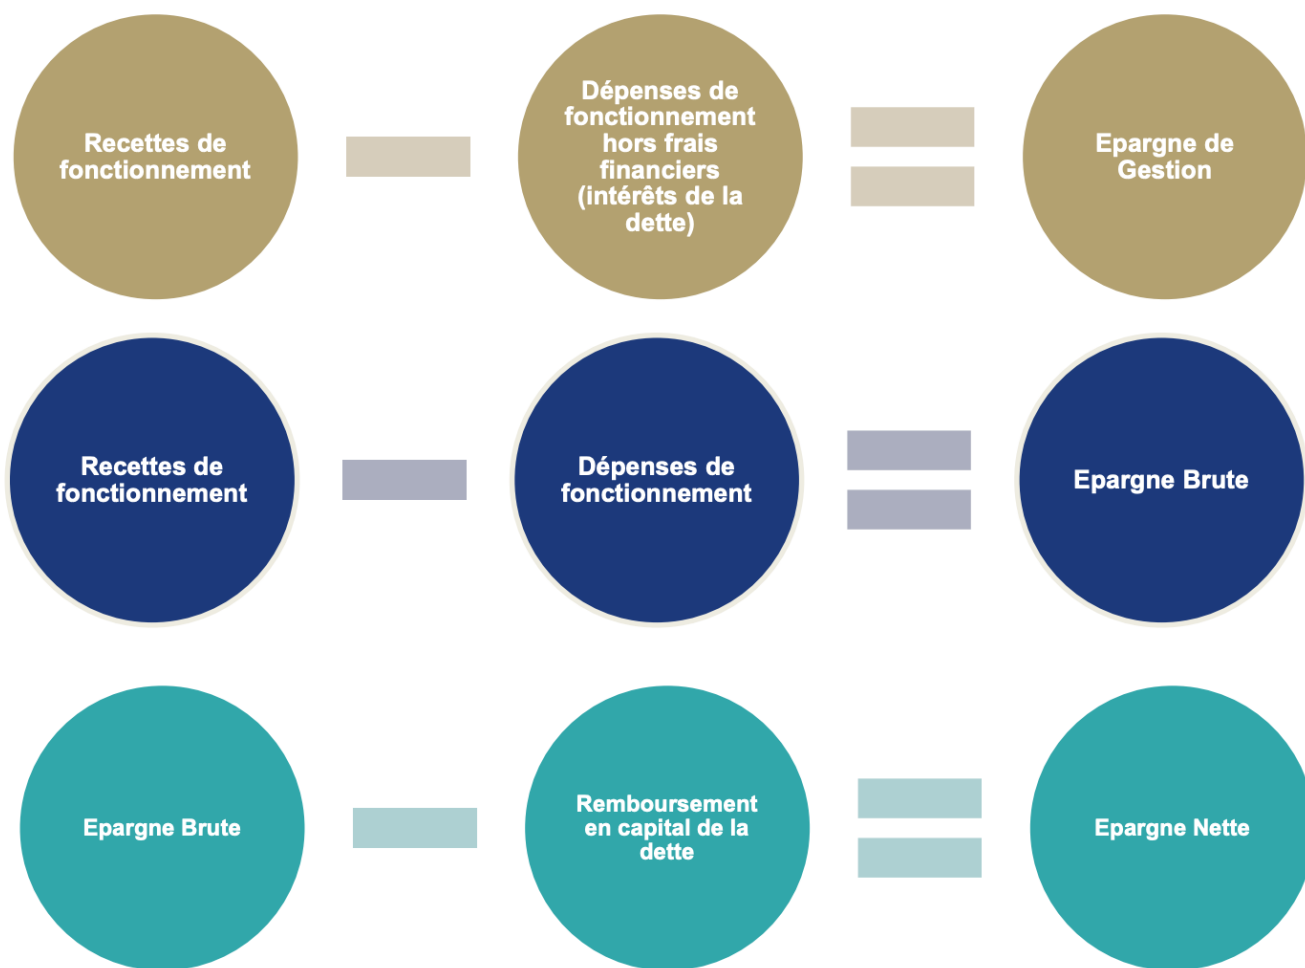 Recettes de
fonctionnement
Dépenses de
fonctionnement
hors frais
financiers
(intérêts de la
dette)
Epargne de
Gestion
Recettes de
fonctionnement
Dépenses de
fonctionnement
Epargne Brute
Epargne Brute
Remboursement
en capital de la
dette
Epargne Nette